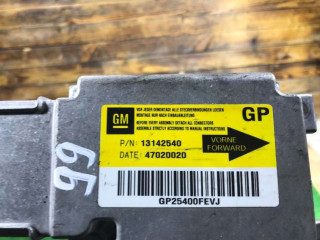 GM
VOR JEDER DEMONTAGE ALLE STECKVERBINDUNGEN LOESEN
MONTAGE NUR NACH EINBAUANLEITUNG
BEFORE EVERY ASSEMBLY DETACH ALL CONNECTORS
ASSEMBLE STRICTLY ACCORDING TO MANUAL INSTRUCTIONS
GP
P/N: 13142540
DATE: 47020020
VORNE
FORWARD
GP25400FEVJ
66